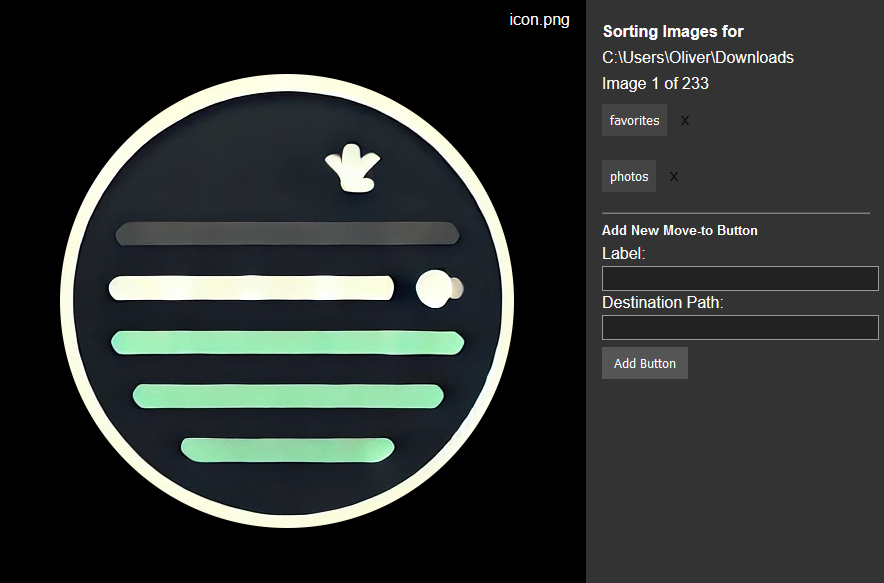 icon.png
Sorting Images for
C:\Users\Oliver\Downloads
Image 1 of 233
favorites X
photos X
Add New Move-to Button
Label:
Destination Path:
Add Button